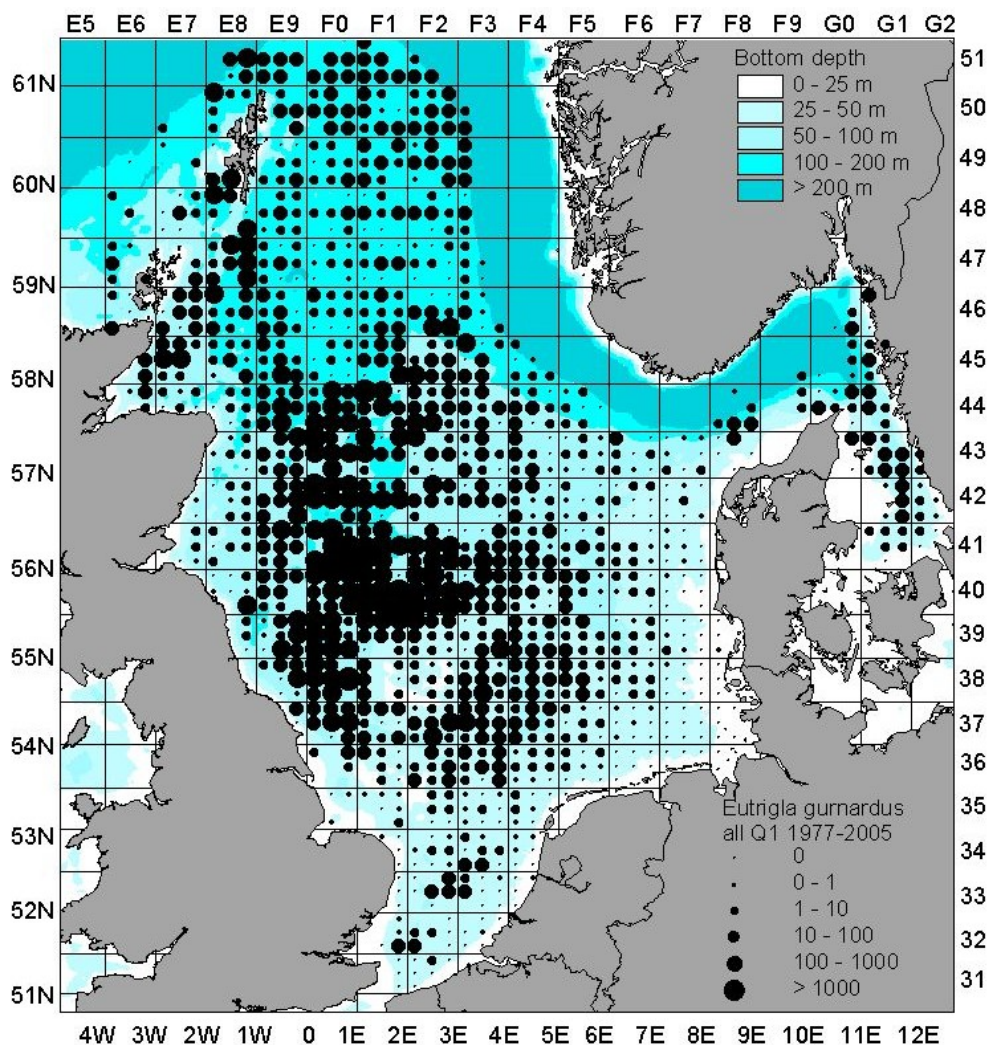 E5 E6 E7 E8 E9 F0 F1 F2 F3 F4 F5 F6 F7 F8 F9 G0 G1 G2
Bottom depth
0 - 25 m
25 - 50 m
50 - 100 m
100 - 200 m
> 200 m
61N
60N
59N
58N
57N
56N
55N
54N
53N
52N
51N
51
50
49
48
47
46
45
44
43
42
41
40
39
38
37
36
35
34
33
32
31
Eutrigla gurnardus
all Q1 1977-2005
0
0 - 1
1 - 10
10 - 100
100 - 1000
> 1000
4W 3W 2W 1W 0 1E 2E 3E 4E 5E 6E 7E 8E 9E 10E 11E 12E